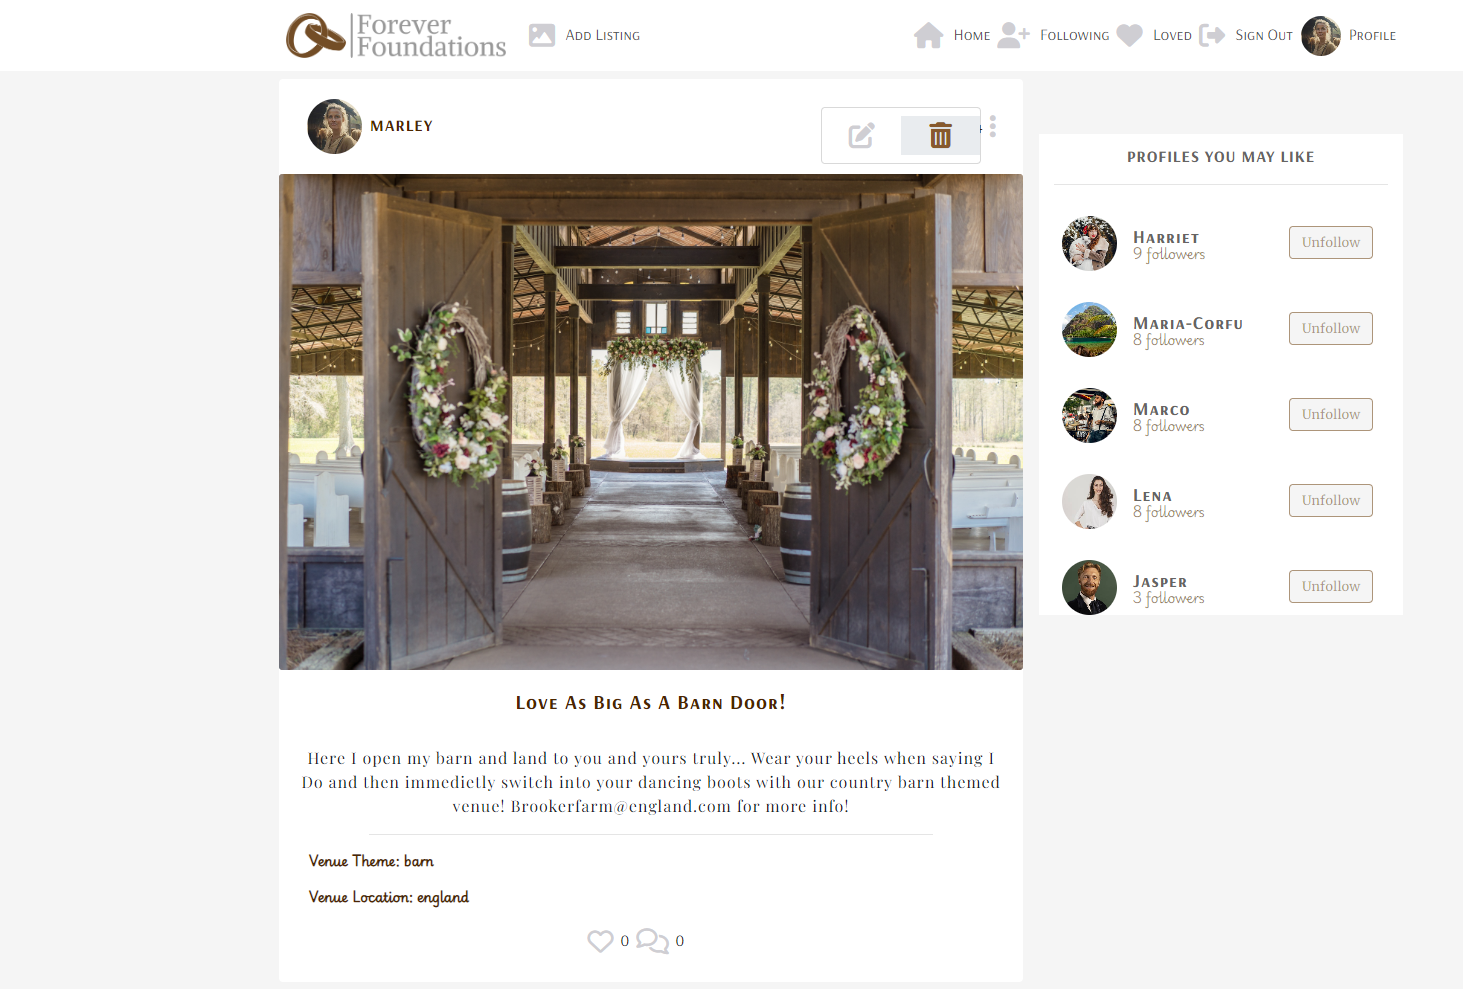 Forever
Foundations
Add Listing
Home
Following
Loved
Sign Out
Profile
MARLEY
PROFILES YOU MAY LIKE
Harriet
9 followers
Unfollow
Maria-Corfu
8 followers
Unfollow
Marco
8 followers
Unfollow
Lena
8 followers
Unfollow
Jasper
3 followers
Unfollow
Love As Big As A Barn Door!
Here I open my barn and land to you and yours truly... Wear your heels when saying I
Do and then immedietly switch into your dancing boots with our country barn themed
venue! Brookerfarm@england.com for more info!
Venue Theme: barn
Venue Location: england
0
0